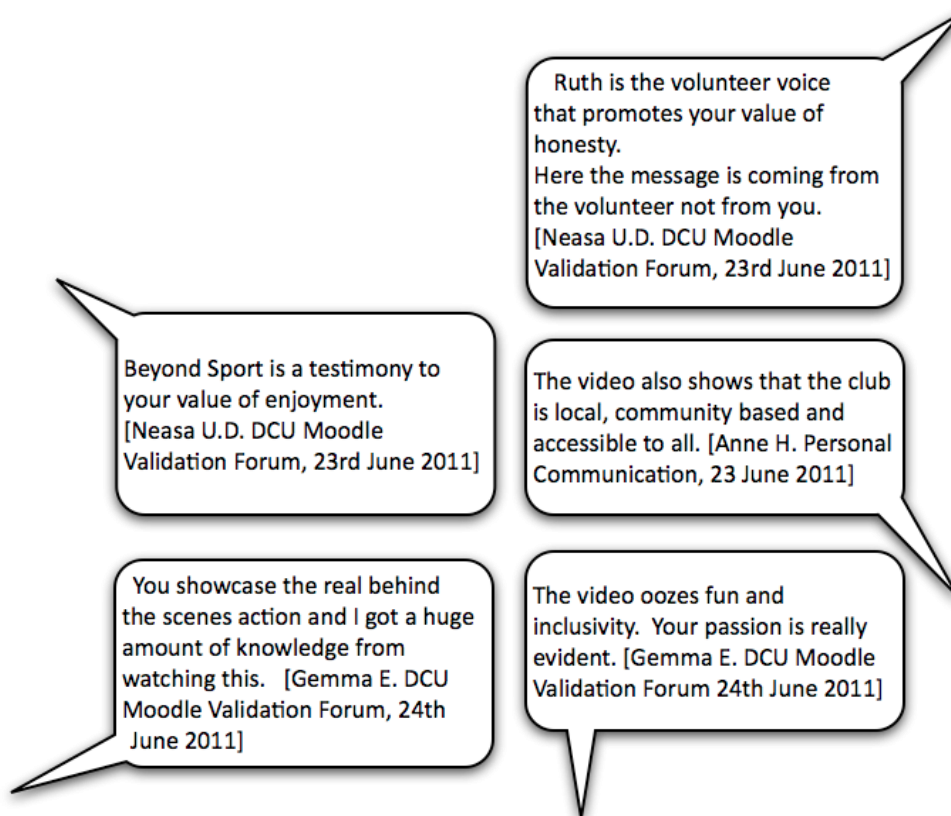 Ruth is the volunteer voice
that promotes your value of
honesty.
Here the message is coming from
the volunteer not from you.
[Neasa U.D. DCU Moodle
Validation Forum, 23rd June 2011]
Beyond Sport is a testimony to
your value of enjoyment.
[Neasa U.D. DCU Moodle
Validation Forum, 23rd June 2011]
The video also shows that the club
is local, community based and
accessible to all. [Anne H. Personal
Communication, 23 June 2011]
You showcase the real behind
the scenes action and I got a huge
amount of knowledge from
watching this. [Gemma E. DCU
Moodle Validation Forum, 24th
June 2011]
The video oozes fun and
inclusivity. Your passion is really
evident. [Gemma E. DCU Moodle
Validation Forum 24th June 2011]